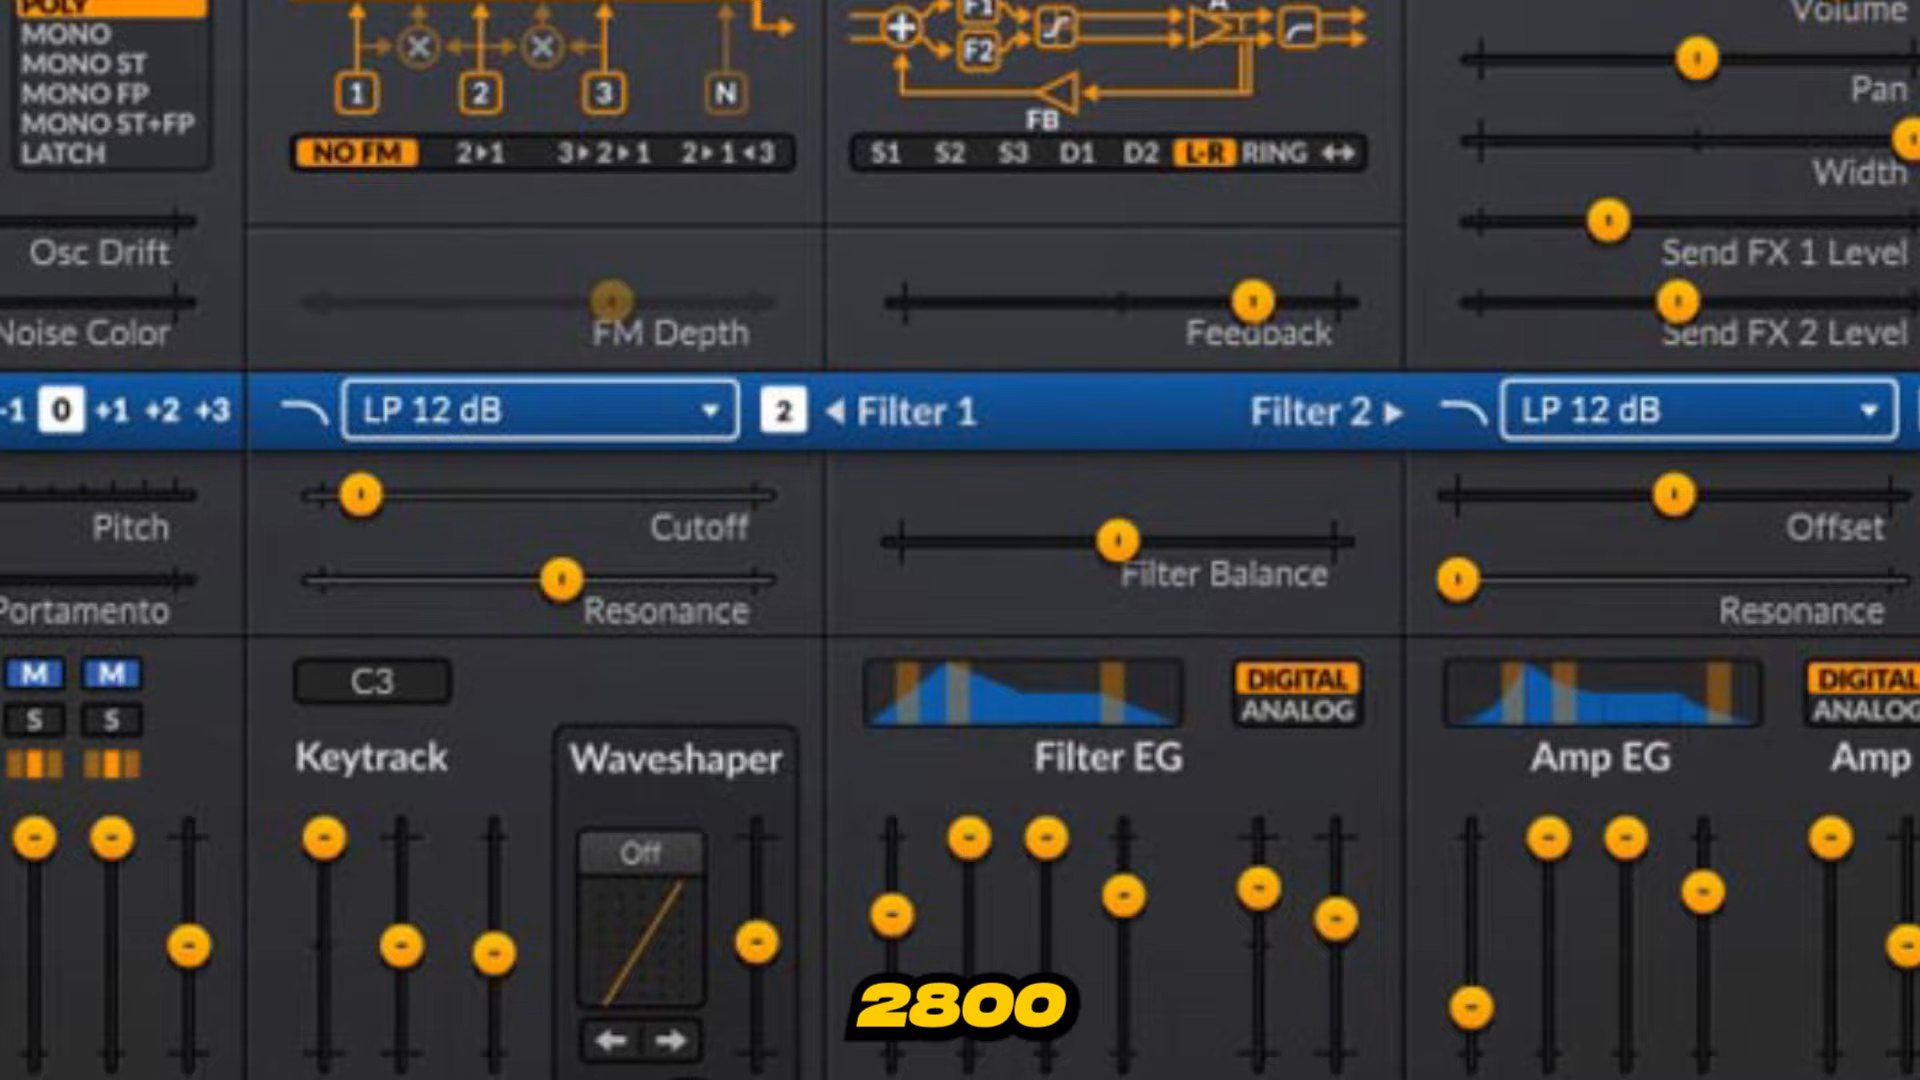 POLY
MONO
MONO ST
MONO FP
MONO ST+FP
LATCH
1 2 3 N
NO FM 2▸1 3▸2▸1 2▸1◂3
F1
F2
A
FB
S1 S2 S3 D1 D2 L-R RING ↔
Volume
Pan
Width
Send FX 1 Level
Send FX 2 Level
Osc Drift
Noise Color
FM Depth
Feedback
-1 0 +1 +2 +3
LP 12 dB
2
◀ Filter 1
Filter 2 ▶
LP 12 dB
Pitch
Portamento
Cutoff
Resonance
Filter Balance
Offset
Resonance
M M
S S
C3
Keytrack
Waveshaper
Off
DIGITAL
ANALOG
Filter EG
Amp EG
DIGITAL
ANALOG
Amp
2800